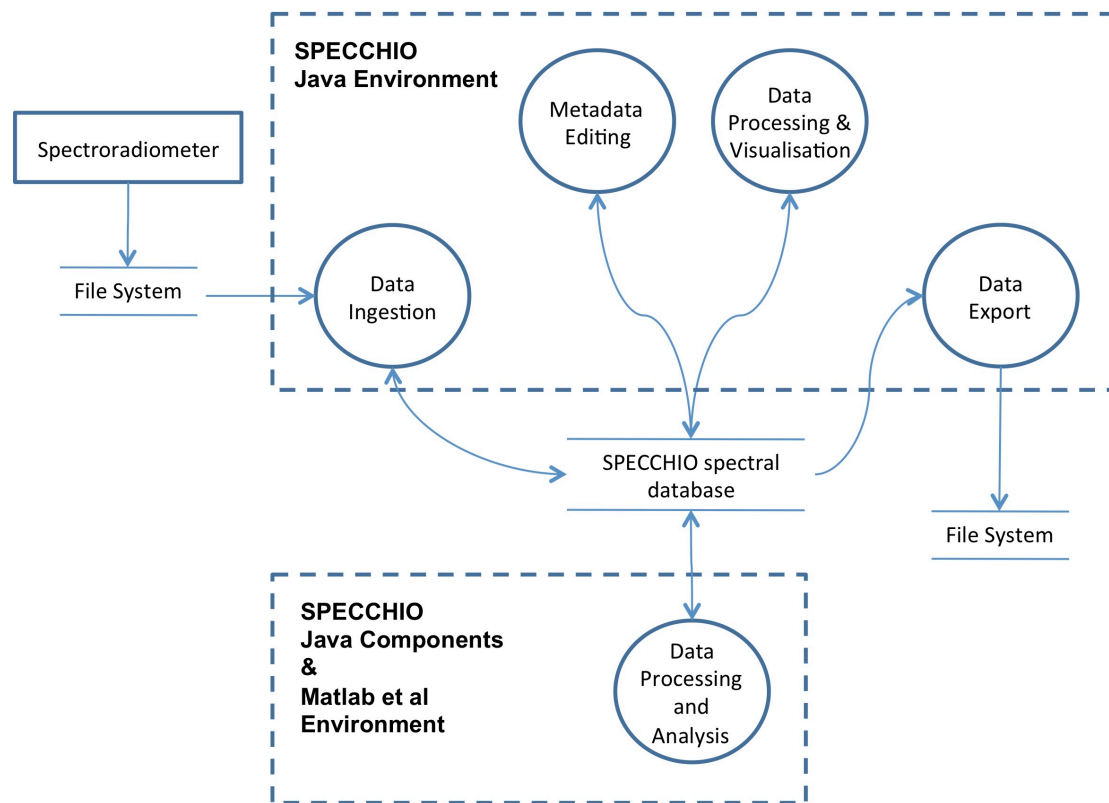 SPECCHIO
Java Environment
Metadata
Editing
Data
Processing &
Visualisation
Spectroradiometer
File System
Data
Ingestion
Data
Export
SPECCHIO spectral
database
File System
SPECCHIO
Java Components
&
Matlab et al
Environment
Data
Processing
and
Analysis